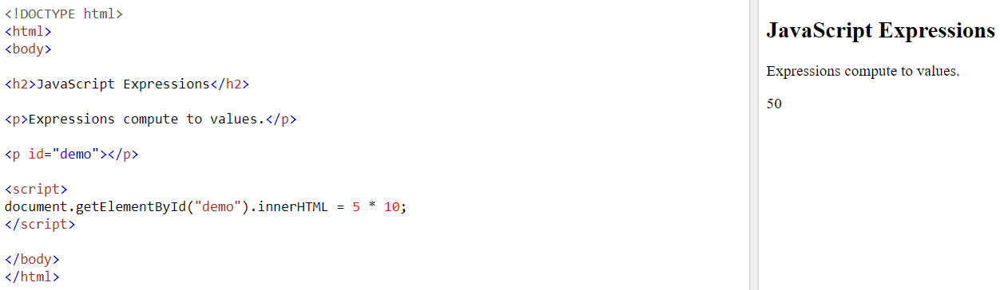 <!DOCTYPE html>
<html>
<body>
<h2>JavaScript Expressions</h2>
<p>Expressions compute to values.</p>
<p id="demo"></p>
<script>
document.getElementById("demo").innerHTML = 5 * 10;
</script>
</body>
</html>
JavaScript Expressions
Expressions compute to values.
50